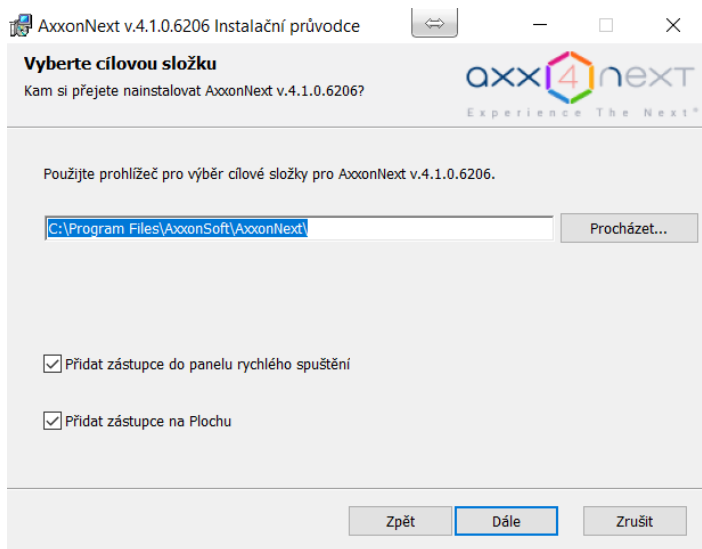 AxxonNext v.4.1.0.6206 Instalační průvodce
Vyberte cílovou složku
Kam si přejete nainstalovat AxxonNext v.4.1.0.6206?
axx4next
Experience The Next®
Použijte prohlížeč pro výběr cílové složky pro AxxonNext v.4.1.0.6206.
C:\Program Files\AxxonSoft\AxxonNext\
Procházet...
Přidat zástupce do panelu rychlého spuštění
Přidat zástupce na Plochu
Zpět
Dále
Zrušit